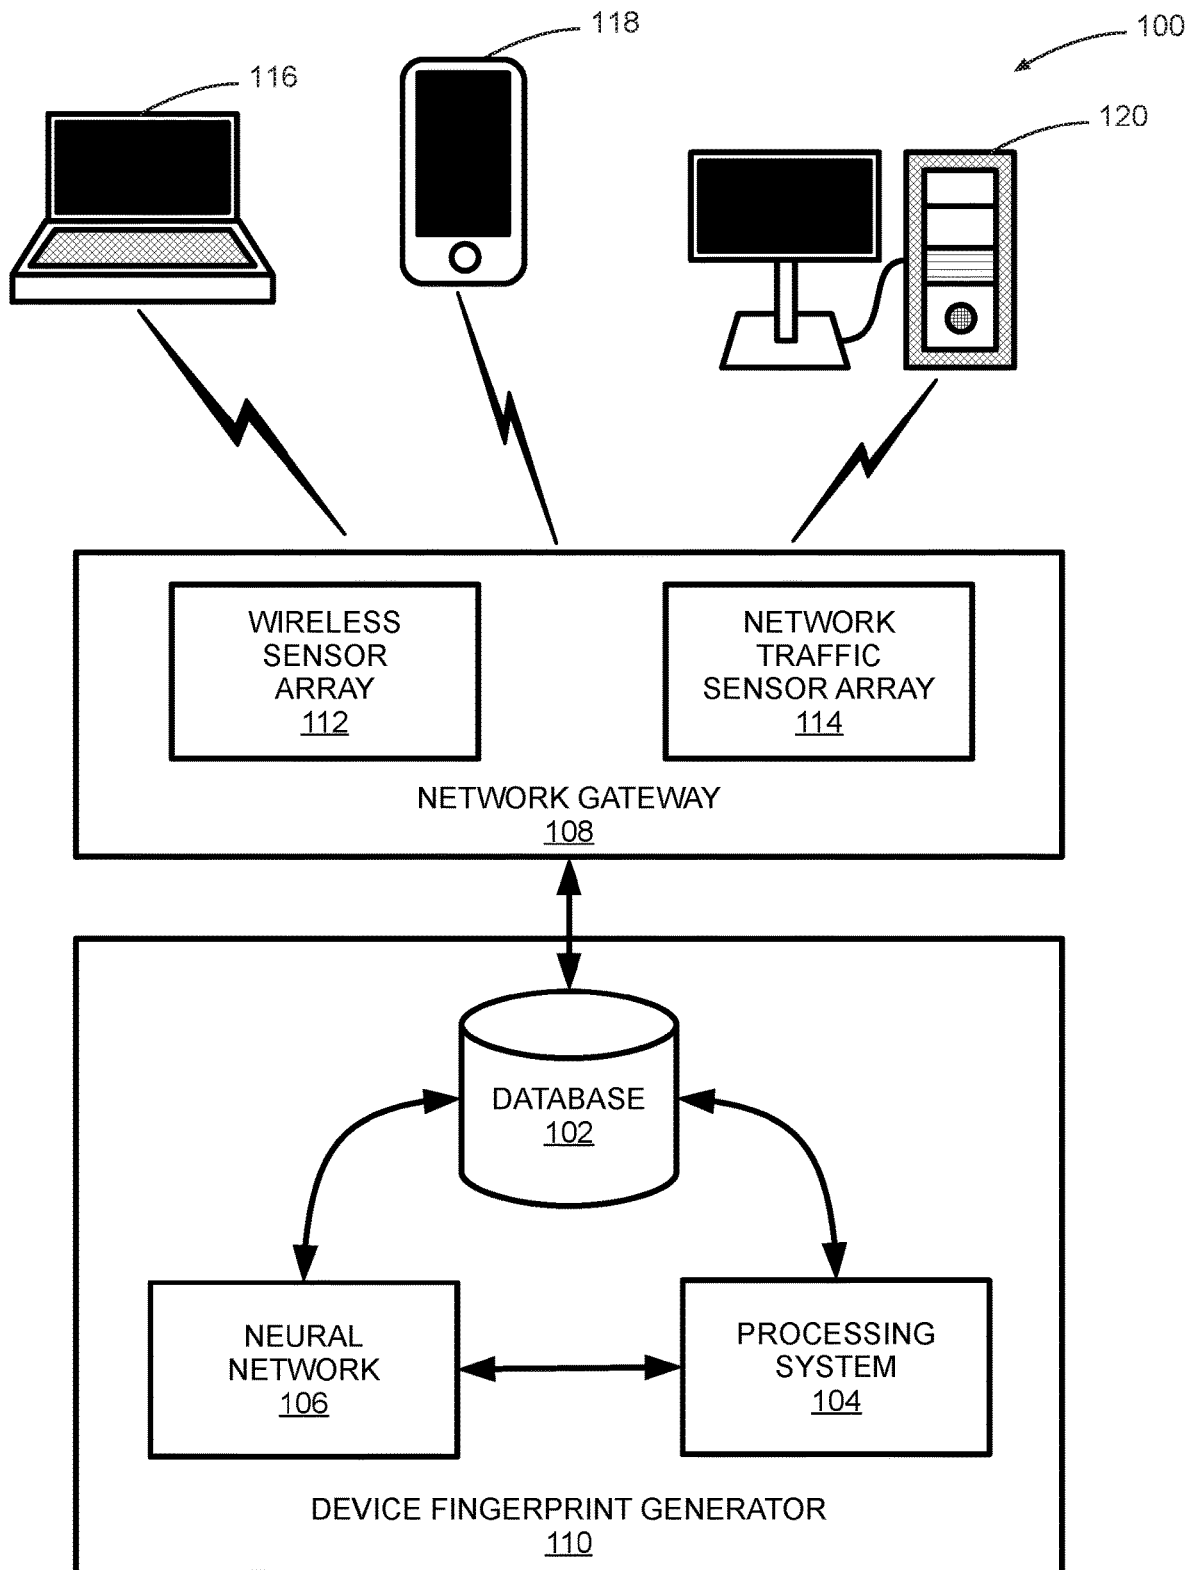 118
100
116
120
WIRELESS
SENSOR
ARRAY
112
NETWORK
TRAFFIC
SENSOR ARRAY
114
NETWORK GATEWAY
108
DATABASE
102
NEURAL
NETWORK
106
PROCESSING
SYSTEM
104
DEVICE FINGERPRINT GENERATOR
110